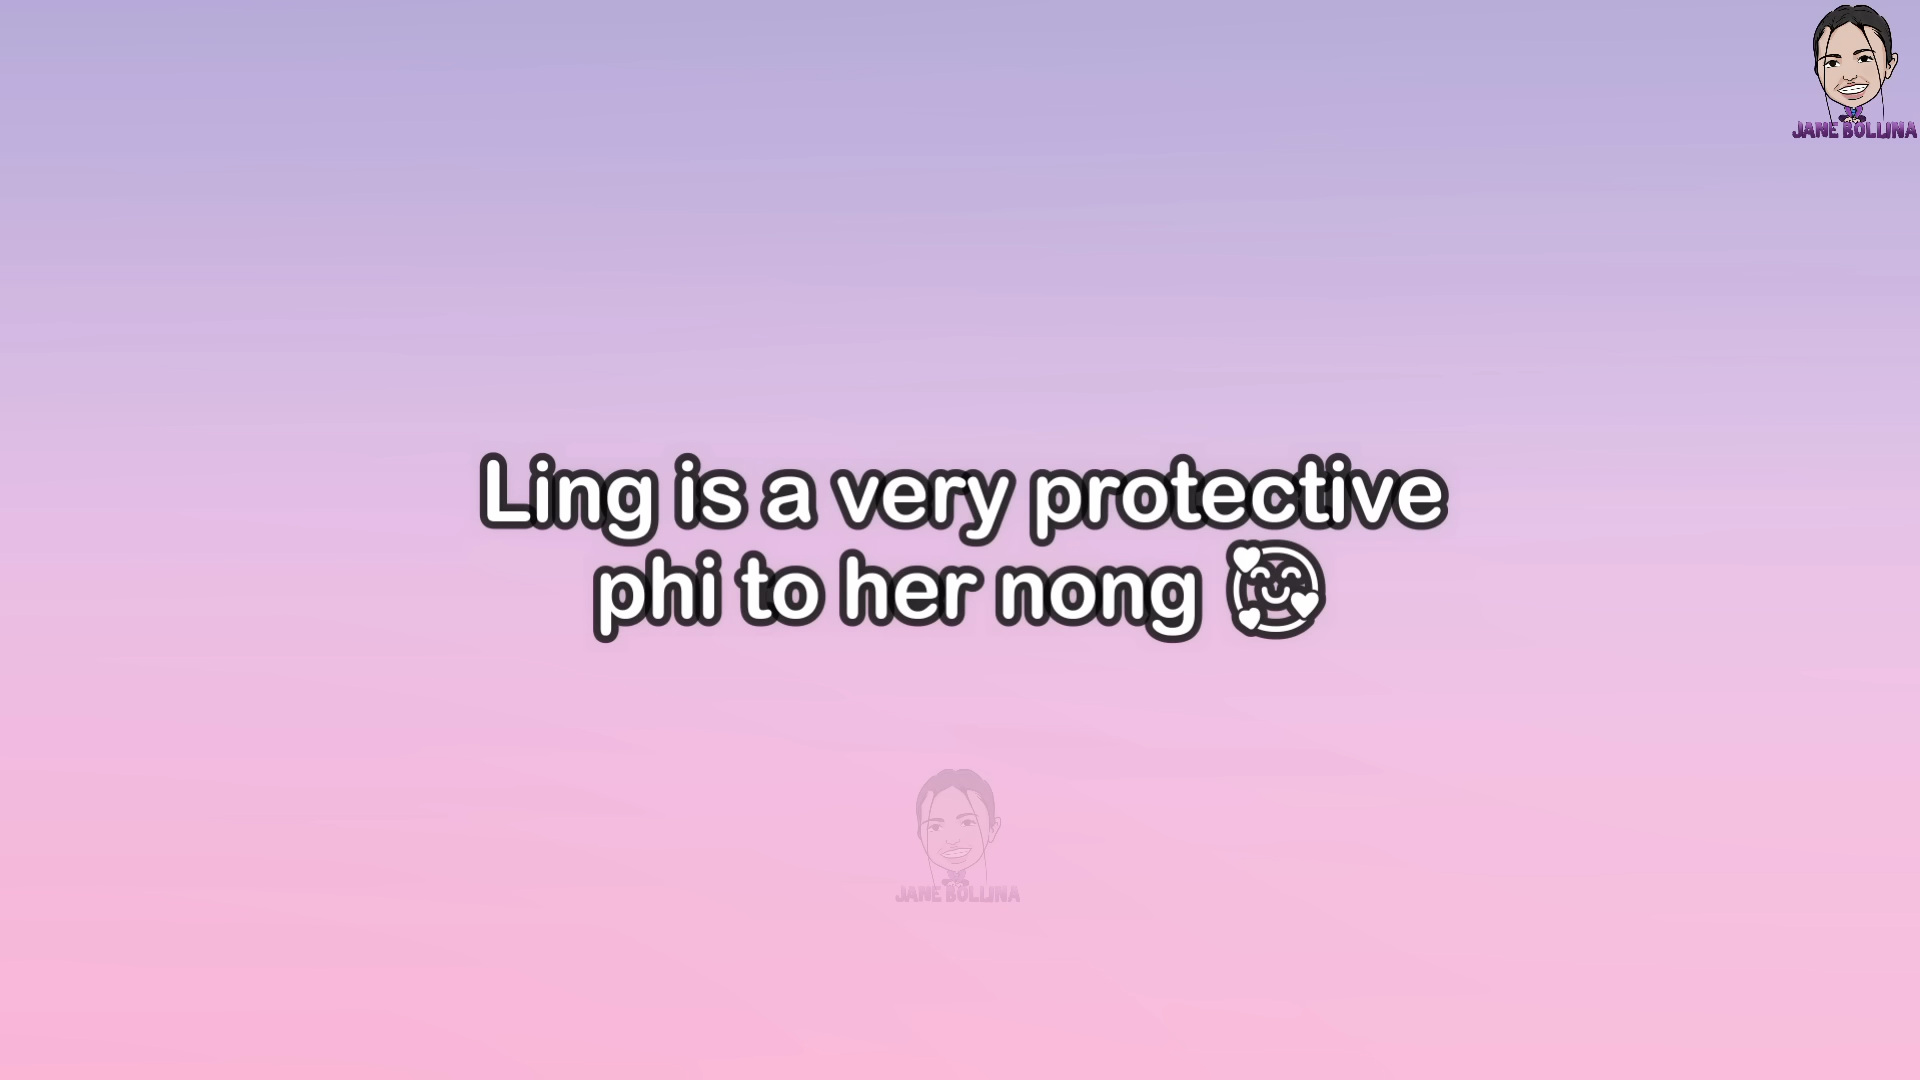 JANE BOLLINA
Ling is a very protective
phi to her nong 🥰
JANE BOLLINA